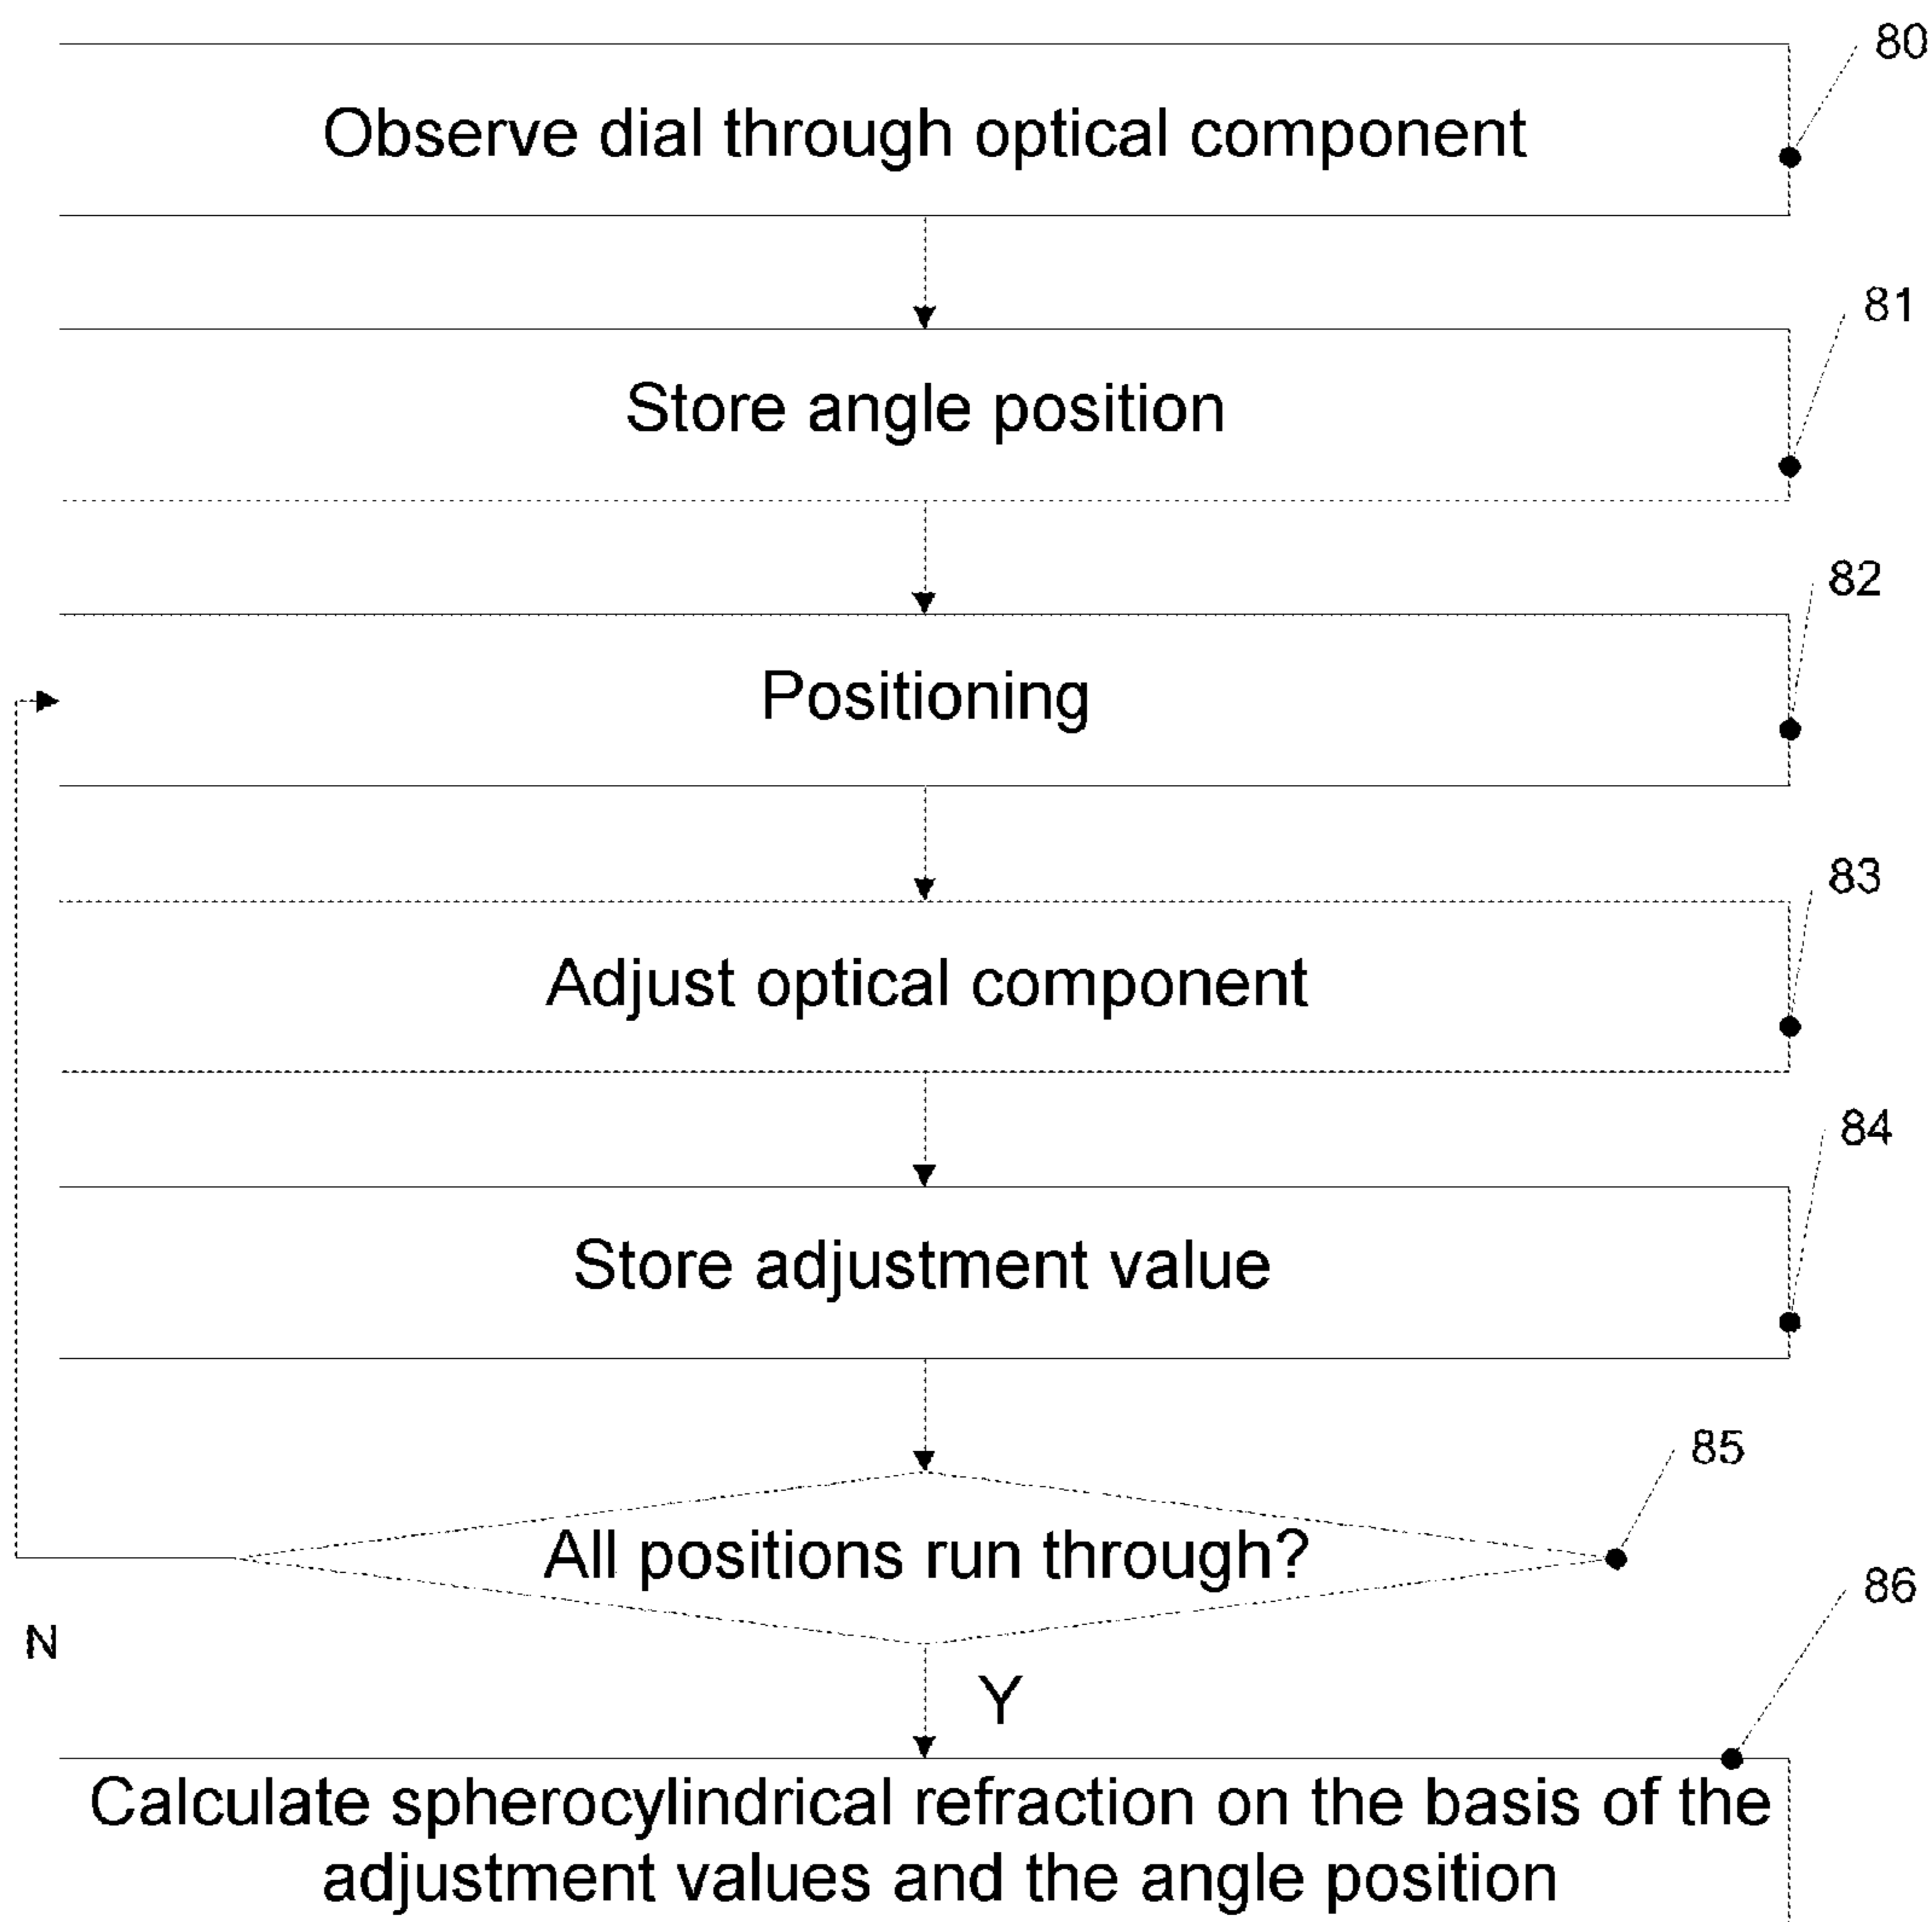 80
Observe dial through optical component
81
Store angle position
82
Positioning
83
Adjust optical component
84
Store adjustment value
85
All positions run through?
86
N
Y
Calculate spherocylindrical refraction on the basis of the
adjustment values and the angle position